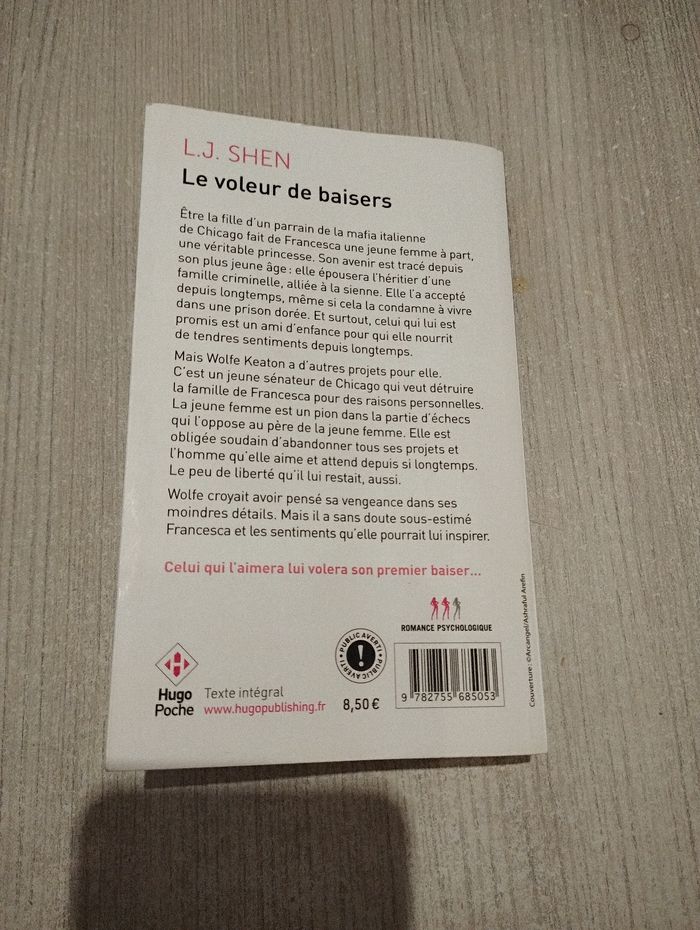 L.J. SHEN
Le voleur de baisers
Être la fille d'un parrain de la mafia italienne
de Chicago fait de Francesca une jeune femme à part,
une véritable princesse. Son avenir est tracé depuis
son plus jeune âge : elle épousera l'héritier d'une
famille criminelle, alliée à la sienne. Elle l'a accepté
depuis longtemps, même si cela la condamne à vivre
dans une prison dorée. Et surtout, celui qui lui est
promis est un ami d'enfance pour qui elle nourrit
de tendres sentiments depuis longtemps.
Mais Wolfe Keaton a d'autres projets pour elle.
C'est un jeune sénateur de Chicago qui veut détruire
la famille de Francesca pour des raisons personnelles.
La jeune femme est un pion dans la partie d'échecs
qui l'oppose au père de la jeune femme. Elle est
obligée soudain d'abandonner tous ses projets et
l'homme qu'elle aime et attend depuis si longtemps.
Le peu de liberté qu'il lui restait, aussi.
Wolfe croyait avoir pensé sa vengeance dans ses
moindres détails. Mais il a sans doute sous-estimé
Francesca et les sentiments qu'elle pourrait lui inspirer.
Celui qui l'aimera lui volera son premier baiser...
ROMANCE PSYCHOLOGIQUE
PUBLIC AVERTI • PUBLIC AVERTI •
!
Hugo
Poche
Texte intégral
www.hugopublishing.fr
8,50 €
9 782755 685053
Couverture : ©Arcangel/Ashraful Arefin